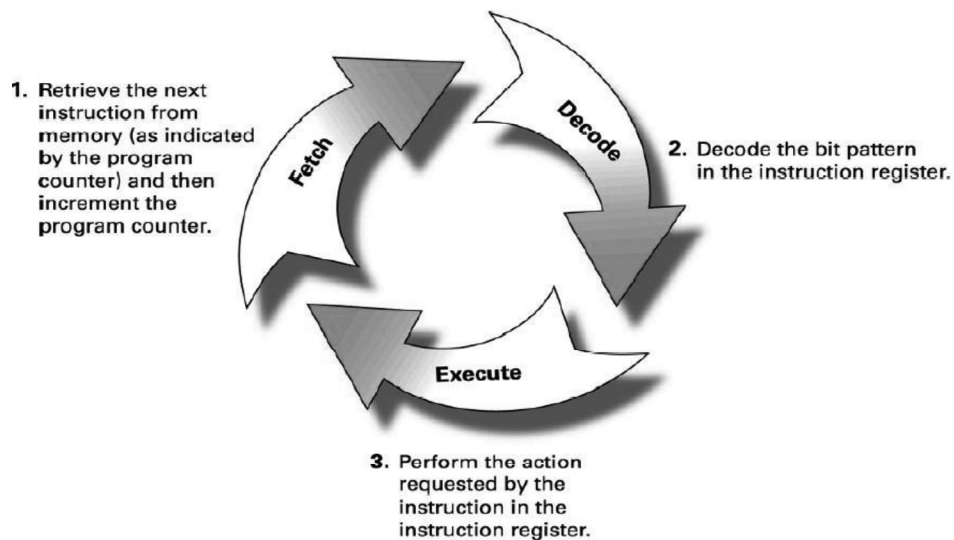 1. Retrieve the next
instruction from
memory (as indicated
by the program
counter) and then
increment the
program counter.
Fetch
Decode
2. Decode the bit pattern
in the instruction register.
Execute
3. Perform the action
requested by the
instruction in the
instruction register.